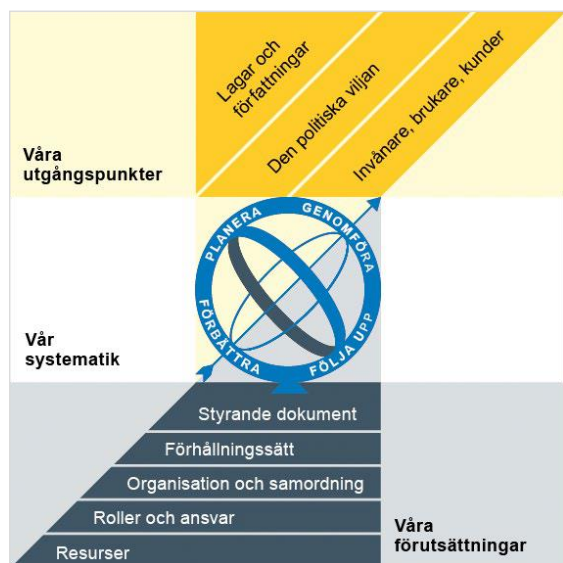 Lagar och
författningar
Den politiska viljan
Invånare, brukare, kunder
Våra
utgångspunkter
PLANERA
GENOMFÖRA
FÖRBÄTTRA
FÖLJA UPP
Vår
systematik
Styrande dokument
Förhållningssätt
Organisation och samordning
Roller och ansvar
Resurser
Våra
förutsättningar